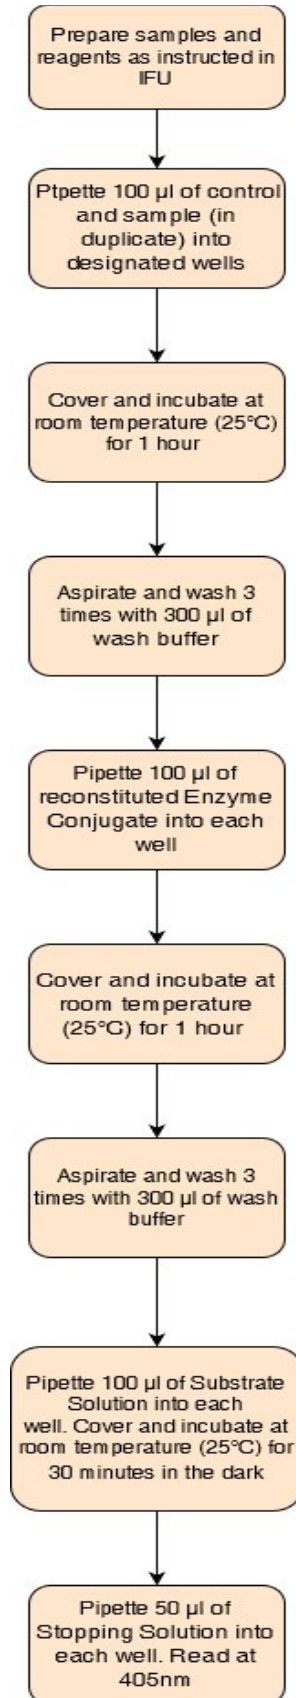 Prepare samples and
reagents as instructed in
IFU
Ptpette 100 µl of control
and sample (in
duplicate) into
designated wells
Cover and incubate at
room temperature (25°C)
for 1 hour
Aspirate and wash 3
times with 300 µl of
wash buffer
Pipette 100 µl of
reconstituted Enzyme
Conjugate into each
well
Cover and incubate at
room temperature
(25°C) for 1 hour
Aspirate and wash 3
times with 300 µl of wash
buffer
Pipette 100 µl of Substrate
Solution into each
well. Cover and incubate at
room temperature (25°C) for
30 minutes in the dark
Pipette 50 µl of
Stopping Solution into
each well. Read at
405nm